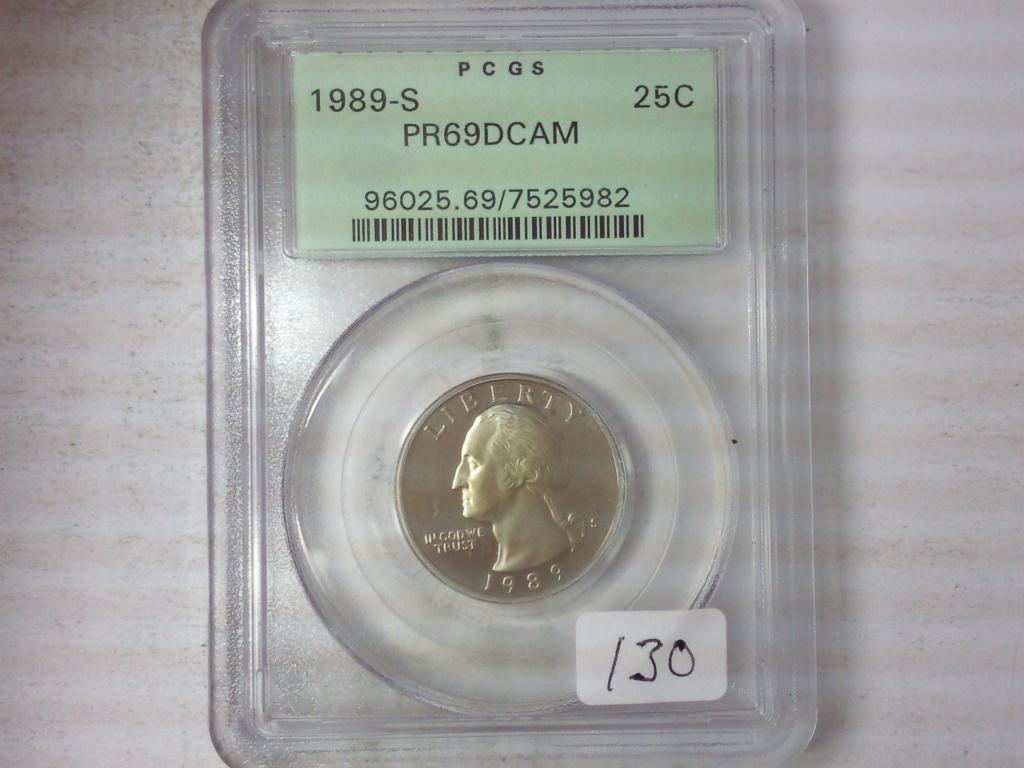 PCGS
1989-S 25C
PR69DCAM
96025.69/7525982
LIBERTY
IN GOD WE
TRUST
S
1989
130